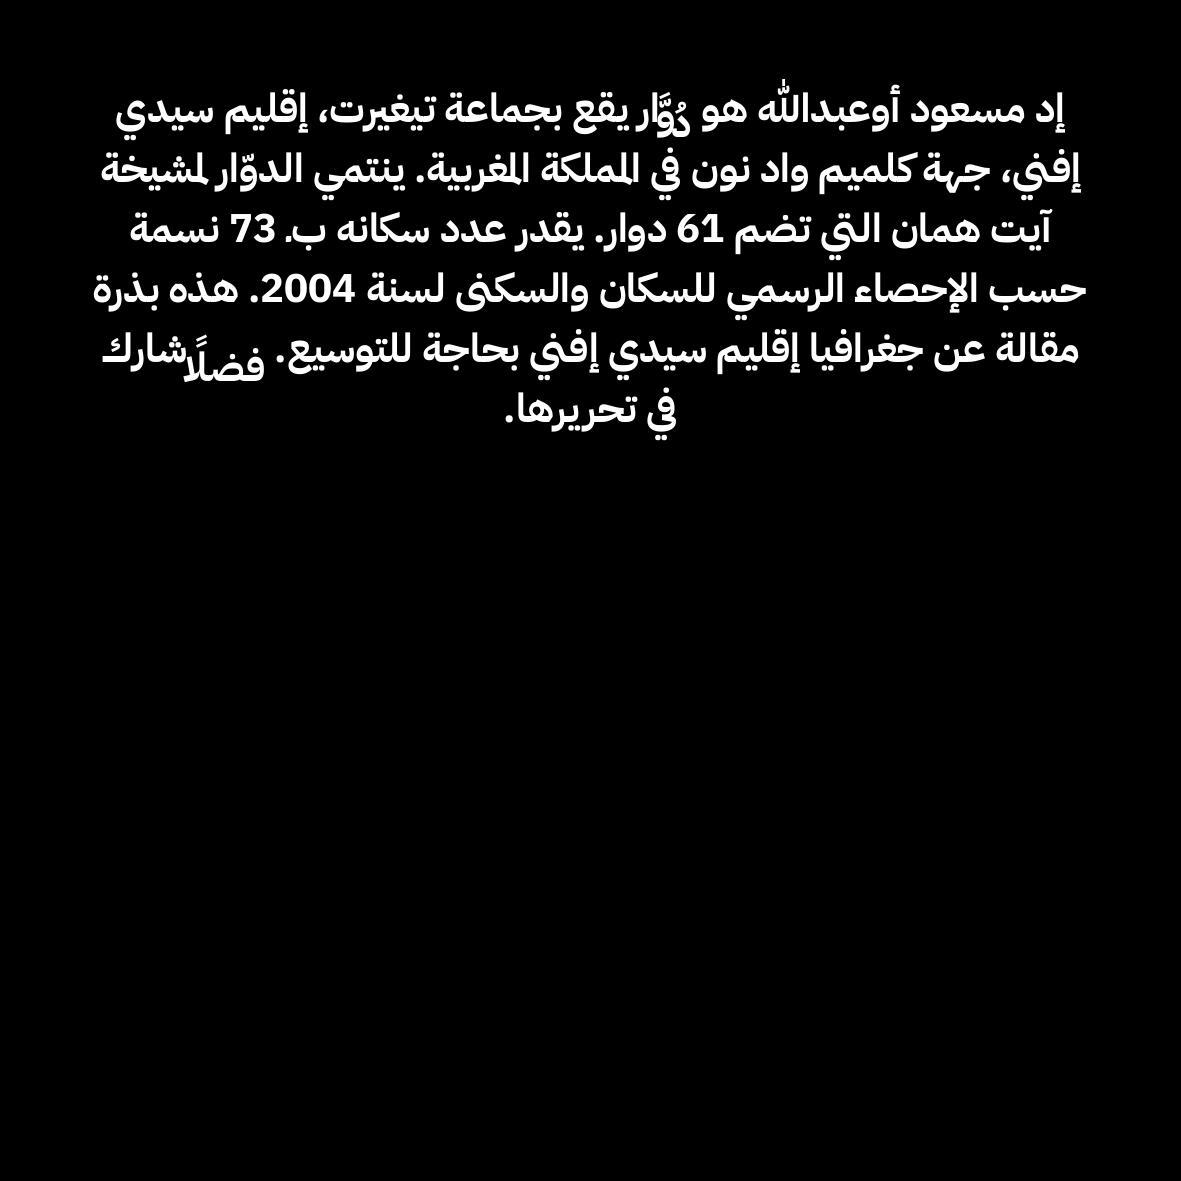 إد مسعود أوعبدالله هو دُوَّار يقع بجماعة تيغيرت، إقليم سيدي
إفني، جهة كلميم واد نون في المملكة المغربية. ينتمي الدوّار لمشيخة
آيت همان التي تضم 61 دوار. يقدر عدد سكانه بـ 73 نسمة
حسب الإحصاء الرسمي للسكان والسكنى لسنة 2004. هذه بذرة
مقالة عن جغرافيا إقليم سيدي إفني بحاجة للتوسيع. فضلًا شارك
في تحريرها.